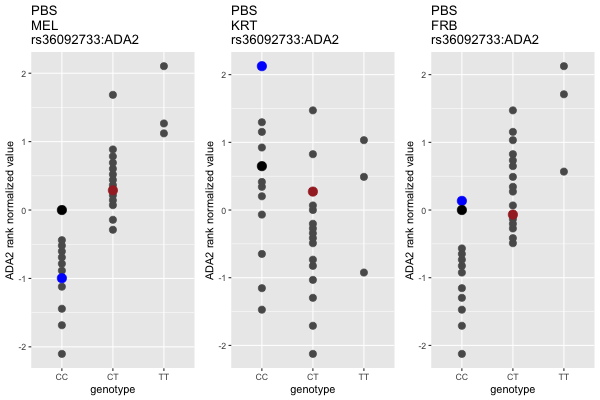 PBS
MEL
rs36092733:ADA2
ADA2 rank normalized value
2
1
0
-1
-2
CC CT TT
genotype
PBS
KRT
rs36092733:ADA2
ADA2 rank normalized value
2
1
0
-1
-2
CC CT TT
genotype
PBS
FRB
rs36092733:ADA2
ADA2 rank normalized value
2
1
0
-1
-2
CC CT TT
genotype